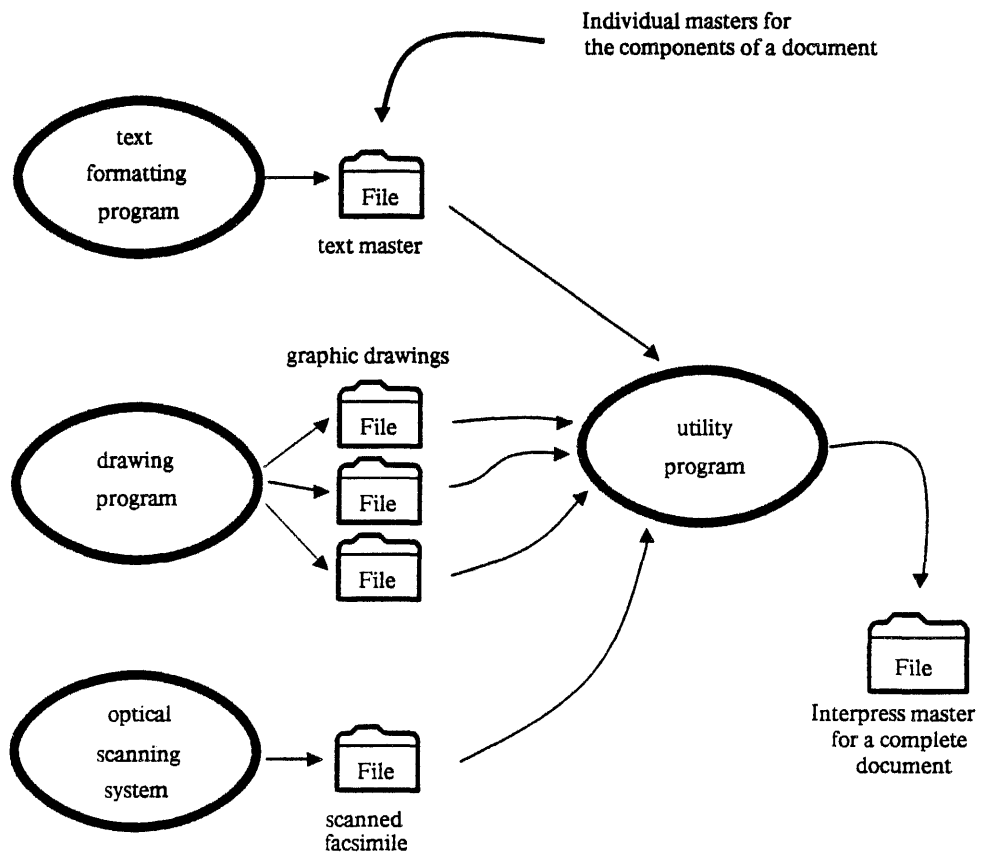 Individual masters for
the components of a document
text
formatting
program
File
text master
graphic drawings
File
drawing
program
File
File
utility
program
optical
scanning
system
File
scanned
facsimile
File
Interpress master
for a complete
document